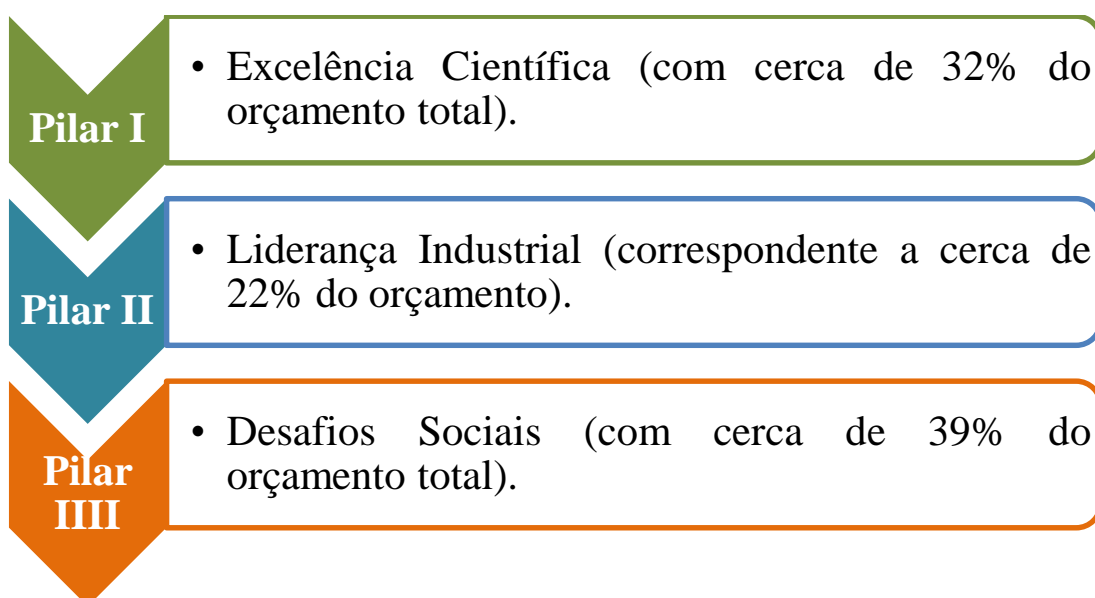 Pilar I
• Excelência Científica (com cerca de 32% do
orçamento total).
Pilar II
• Liderança Industrial (correspondente a cerca de
22% do orçamento).
Pilar
IIII
• Desafios Sociais (com cerca de 39% do
orçamento total).